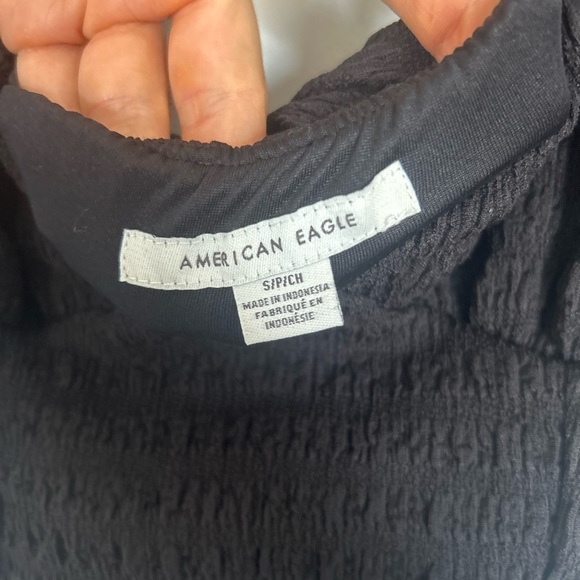 AMERICAN EAGLE
S/P/CH
MADE IN INDONESIA
FABRIQUÉ EN
INDONÉSIE